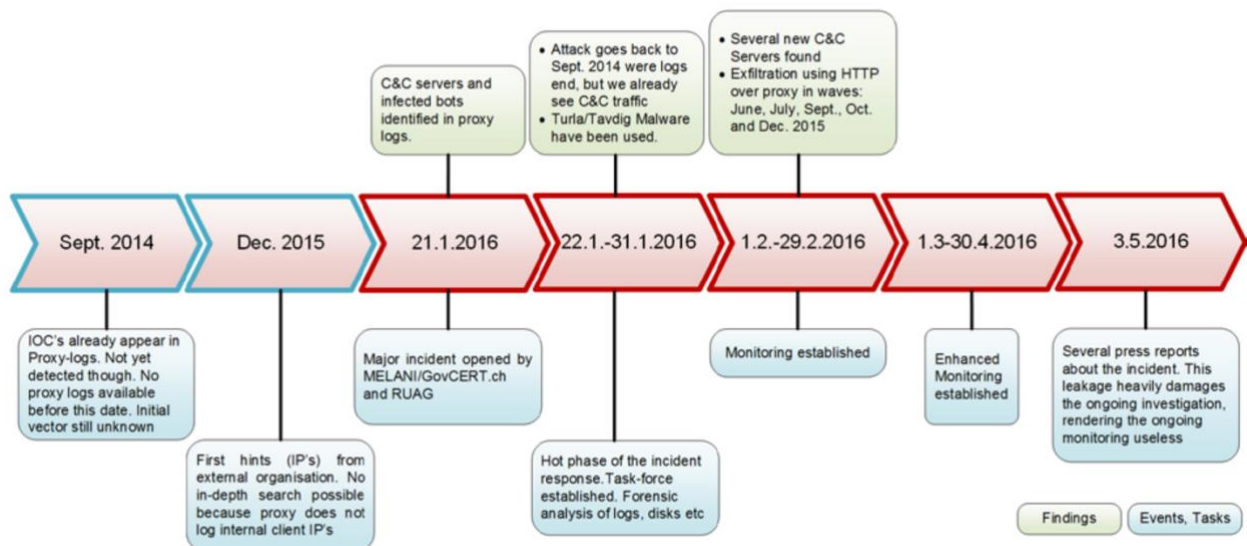 C&C servers and
infected bots
identified in proxy
logs.
• Attack goes back to
Sept. 2014 were logs
end, but we already
see C&C traffic
• Turla/Tavdig Malware
have been used.
• Several new C&C
Servers found
• Exfiltration using HTTP
over proxy in waves:
June, July, Sept., Oct.
and Dec. 2015
Sept. 2014
Dec. 2015
21.1.2016
22.1.-31.1.2016
1.2.-29.2.2016
1.3-30.4.2016
3.5.2016
IOC's already appear in
Proxy-logs. Not yet
detected though. No
proxy logs available
before this date. Initial
vector still unknown
First hints (IP's) from
external organisation. No
in-depth search possible
because proxy does not
log internal client IP's
Major incident opened by
MELANI/GovCERT.ch
and RUAG
Hot phase of the incident
response.Task-force
established. Forensic
analysis of logs, disks etc
Monitoring established
Enhanced
Monitoring
established
Several press reports
about the incident. This
leakage heavily damages
the ongoing investigation,
rendering the ongoing
monitoring useless
Findings
Events, Tasks